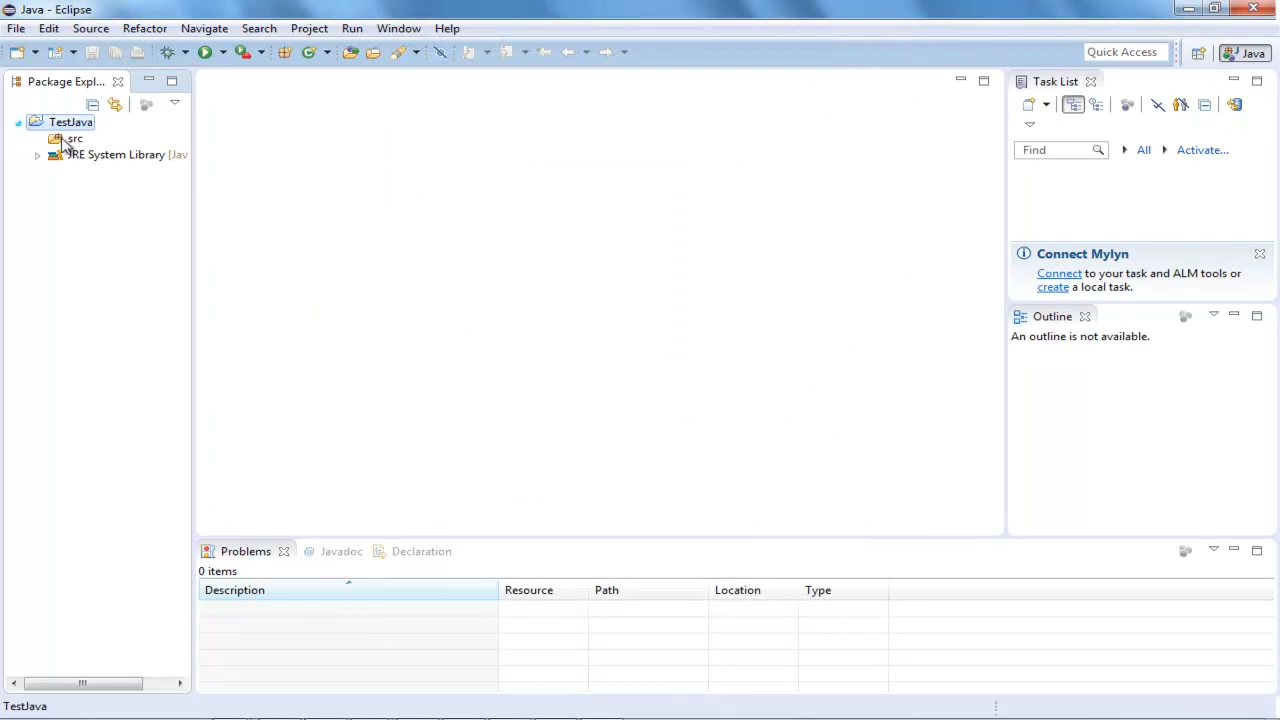 Java - Eclipse
File Edit Source Refactor Navigate Search Project Run Window Help
Quick Access
Java
Package Expl...
TestJava
src
JRE System Library [Jav
Task List
Find
All
Activate...
Connect Mylyn
Connect to your task and ALM tools or
create a local task.
Outline
An outline is not available.
Problems @ Javadoc Declaration
0 items
Description Resource Path Location Type
TestJava